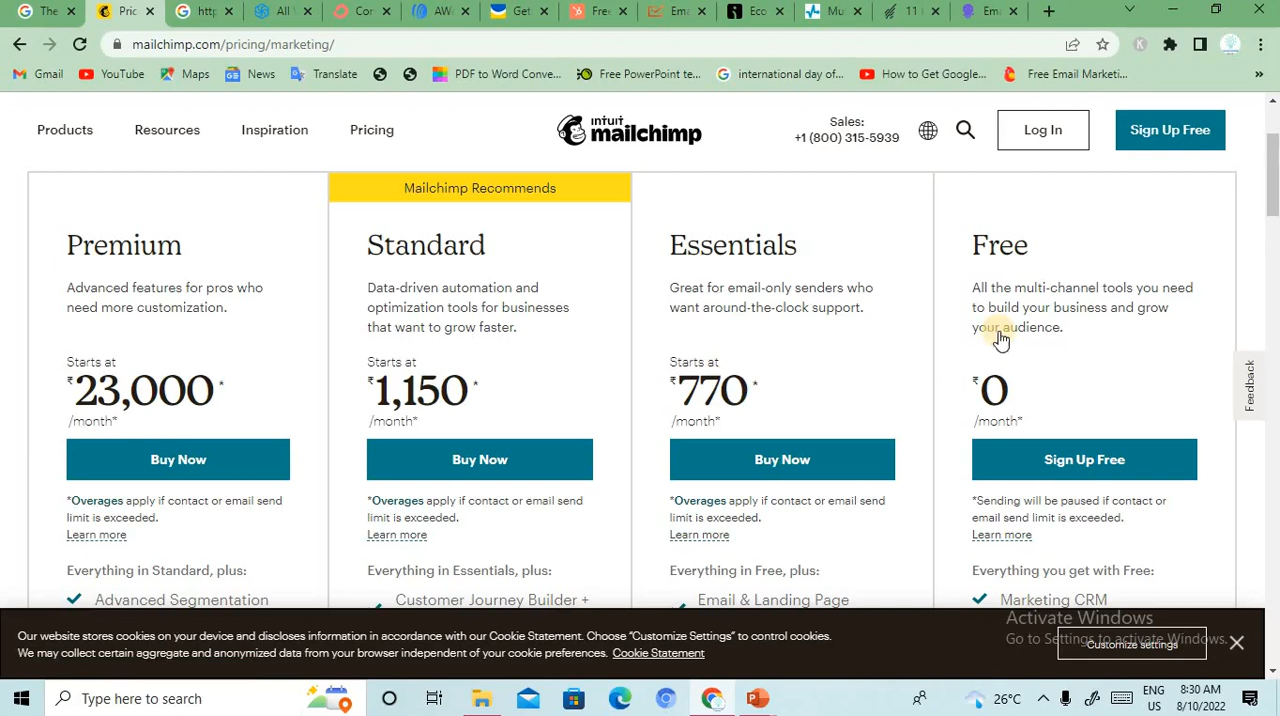 The
Pric
http
All
Con
AWe
Get
Free
Ema
Eco
Mu
11
Ema
mailchimp.com/pricing/marketing/
K
Gmail
YouTube
Maps
News
Translate
PDF to Word Conve...
Free PowerPoint te...
international day of...
How to Get Google...
Free Email Marketi...
»
Products
Resources
Inspiration
Pricing
intuit
mailchimp
Sales:
+1 (800) 315-5939
Log In
Sign Up Free
Mailchimp Recommends
Premium
Advanced features for pros who
need more customization.
Starts at
₹23,000*
/month*
Buy Now
*Overages apply if contact or email send
limit is exceeded.
Learn more
Everything in Standard, plus:
Advanced Segmentation
Standard
Data-driven automation and
optimization tools for businesses
that want to grow faster.
Starts at
₹1,150*
/month*
Buy Now
*Overages apply if contact or email send
limit is exceeded.
Learn more
Everything in Essentials, plus:
Customer Journey Builder +
Essentials
Great for email-only senders who
want around-the-clock support.
Starts at
₹770*
/month*
Buy Now
*Overages apply if contact or email send
limit is exceeded.
Learn more
Everything in Free, plus:
Email & Landing Page
Free
All the multi-channel tools you need
to build your business and grow
your audience.
₹0
/month*
Sign Up Free
*Sending will be paused if contact or
email send limit is exceeded.
Learn more
Everything you get with Free:
Marketing CRM
Feedback
Activate Windows
Go to Settings to activate Windows.
Our website stores cookies on your device and discloses information in accordance with our Cookie Statement. Choose “Customize Settings” to control cookies.
We may collect certain aggregate and anonymized data from your browser independent of your cookie preferences. Cookie Statement
Customize settings
Type here to search
26°C
ENG
US
8:30 AM
8/10/2022